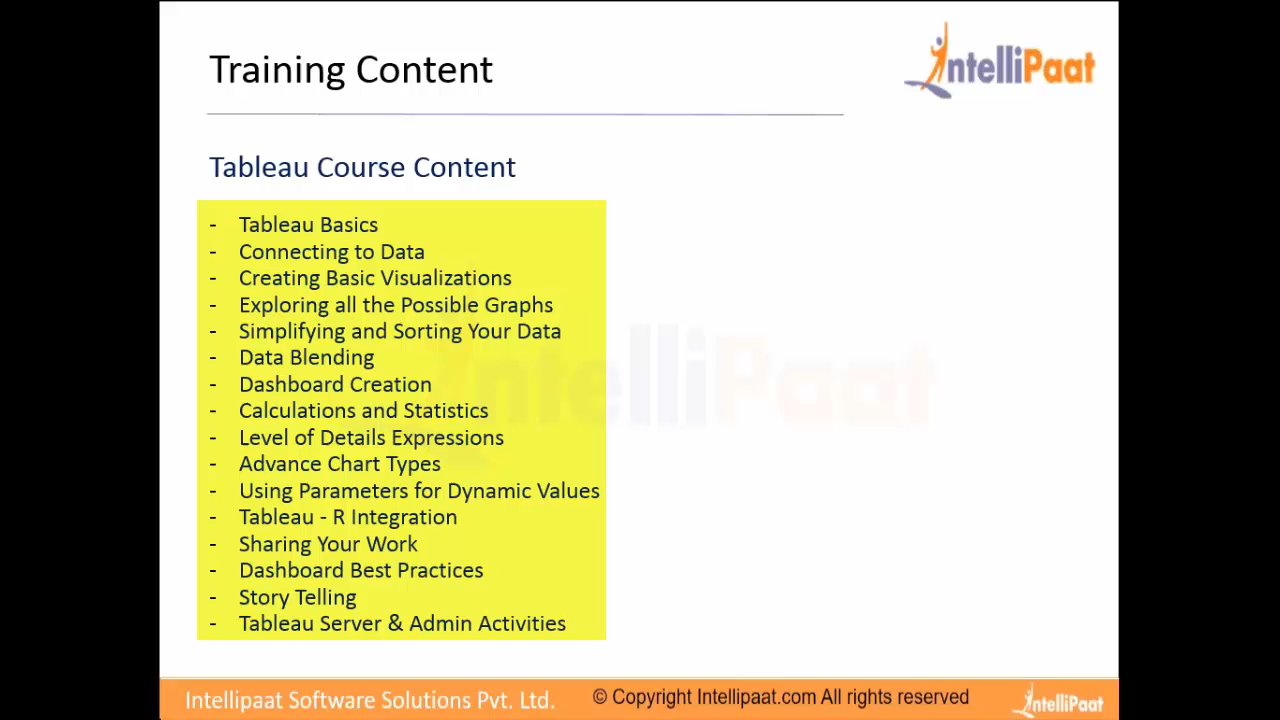 Training Content
IntelliPaat
Tableau Course Content
- Tableau Basics
- Connecting to Data
- Creating Basic Visualizations
- Exploring all the Possible Graphs
- Simplifying and Sorting Your Data
- Data Blending
- Dashboard Creation
- Calculations and Statistics
- Level of Details Expressions
- Advance Chart Types
- Using Parameters for Dynamic Values
- Tableau - R Integration
- Sharing Your Work
- Dashboard Best Practices
- Story Telling
- Tableau Server & Admin Activities
IntelliPaat
Intellipaat Software Solutions Pvt. Ltd.
© Copyright Intellipaat.com All rights reserved
IntelliPaat